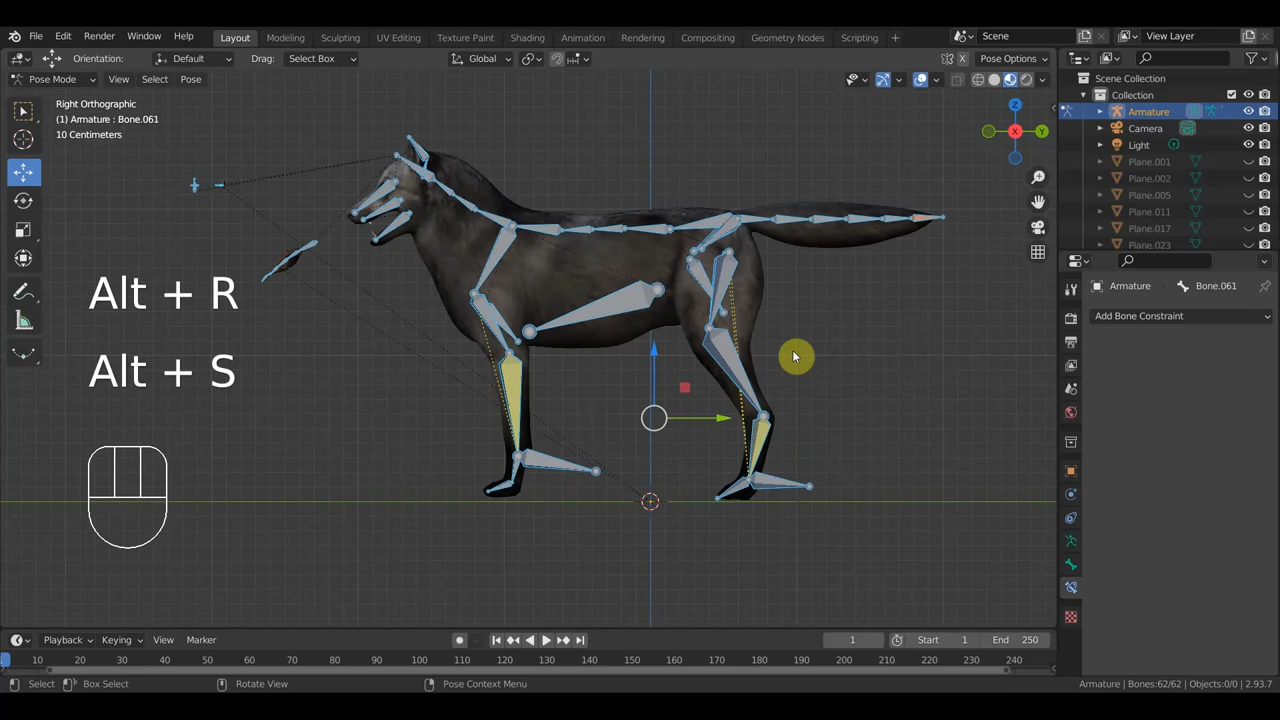 File Edit Render Window Help Layout Modeling Sculpting UV Editing Texture Paint Shading Animation Rendering Compositing Geometry Nodes Scripting + Scene View Layer
Orientation: Default Drag: Select Box Global X Pose Options
Pose Mode View Select Pose
Scene Collection
Collection
Armature
Camera
Light
Plane.001
Plane.002
Plane.005
Plane.011
Plane.017
Plane.023
Right Orthographic
(1) Armature : Bone.061
10 Centimeters
Z
Y
X
Alt + R
Alt + S
Armature Bone.061
Add Bone Constraint
Playback Keying View Marker 1 Start 1 End 250
10 20 30 40 50 60 70 80 90 100 110 120 130 140 150 160 170 180 190 200 210 220 230 240
Select Box Select Rotate View Pose Context Menu Armature | Bones:62/62 | Objects:0/0 | 2.93.7